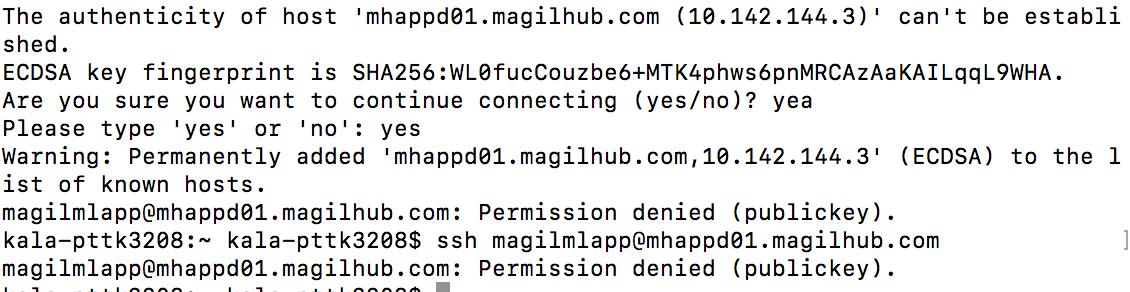 The authenticity of host 'mhappd01.magilhub.com (10.142.144.3)' can't be establi
shed.
ECDSA key fingerprint is SHA256:WL0fucCouzbe6+MTK4phws6pnMRCAzAaKAILqqL9WHA.
Are you sure you want to continue connecting (yes/no)? yea
Please type 'yes' or 'no': yes
Warning: Permanently added 'mhappd01.magilhub.com,10.142.144.3' (ECDSA) to the l
ist of known hosts.
magilmlapp@mhappd01.magilhub.com: Permission denied (publickey).
kala-pttk3208:~ kala-pttk3208$ ssh magilmlapp@mhappd01.magilhub.com
magilmlapp@mhappd01.magilhub.com: Permission denied (publickey).